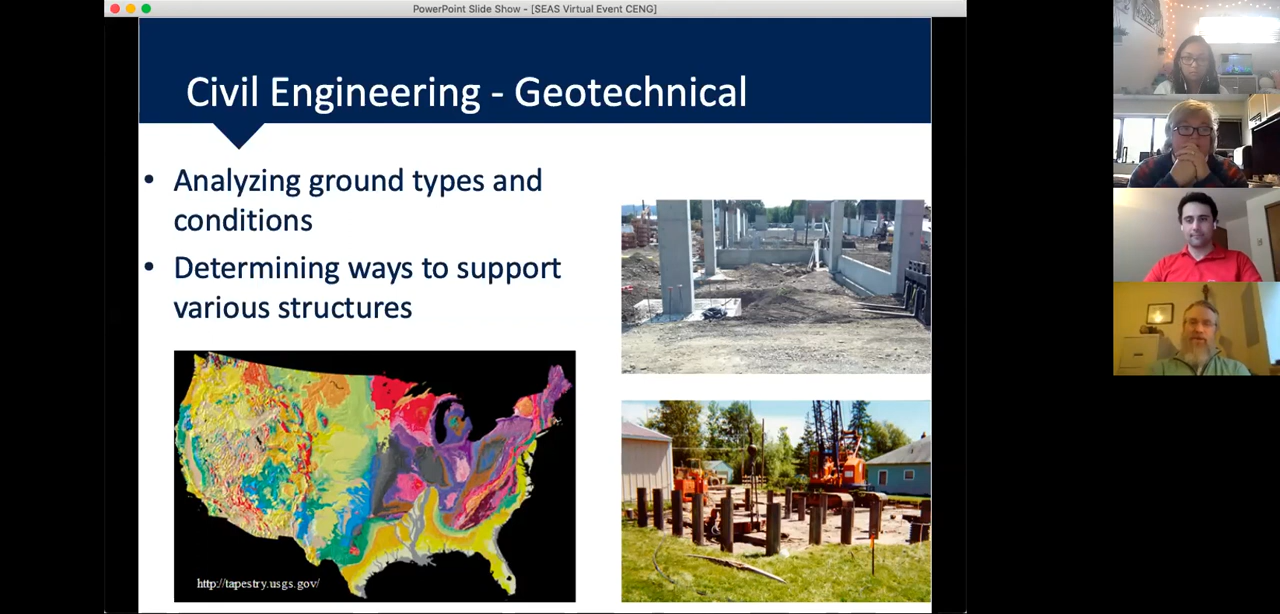 PowerPoint Slide Show - [SEAS Virtual Event CENG]
Civil Engineering - Geotechnical
• Analyzing ground types and
conditions
• Determining ways to support
various structures
http://tapestry.usgs.gov/